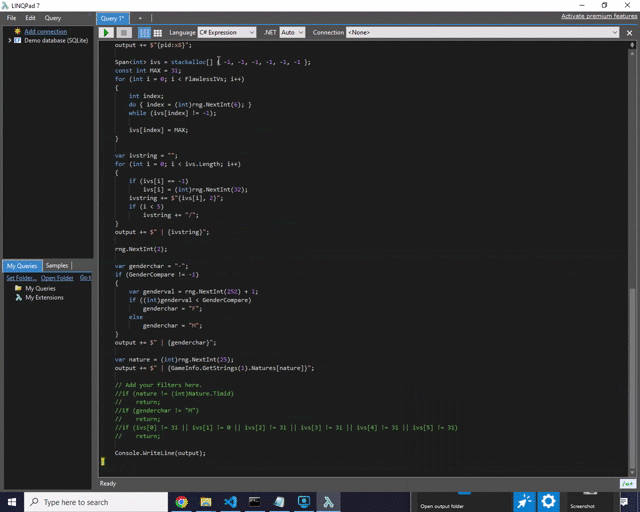 LINQPad 7
File Edit Query
Query 1*
+
Activate premium features
Add connection
Demo database (SQLite)
Language C# Expression .NET Auto Connection <None>
output += $"{pid:x8}";
Span<int> ivs = stackalloc[] { -1, -1, -1, -1, -1, -1 };
const int MAX = 31;
for (int i = 0; i < FlawlessIVs; i++)
{
int index;
do { index = (int)rng.NextInt(6); }
while (ivs[index] != -1);
ivs[index] = MAX;
}
var ivstring = "";
for (int i = 0; i < ivs.Length; i++)
{
if (ivs[i] == -1)
ivs[i] = (int)rng.NextInt(32);
ivstring += $"{ivs[i], 2}";
if (i < 5)
ivstring += "/";
}
output += $" | {ivstring}";
rng.NextInt(2);
var genderchar = "-";
if (GenderCompare != -1)
{
var genderval = rng.NextInt(252) + 1;
if ((int)genderval < GenderCompare)
genderchar = "F";
else
genderchar = "M";
}
output += $" | {genderchar}";
var nature = (int)rng.NextInt(25);
output += $" | {GameInfo.GetStrings(1).Natures[nature]}";
// Add your filters here.
//if (nature != (int)Nature.Timid)
// return;
//if (genderchar != "M")
// return;
//if (ivs[0] != 31 || ivs[1] != 0 || ivs[2] != 31 || ivs[3] != 31 || ivs[4] != 31 || ivs[5] != 31)
// return;
Console.WriteLine(output);
}
My Queries Samples
Set Folder... Open Folder Go t
My Queries
My Extensions
Ready
/o+
Type here to search
Open output folder
Screenshot